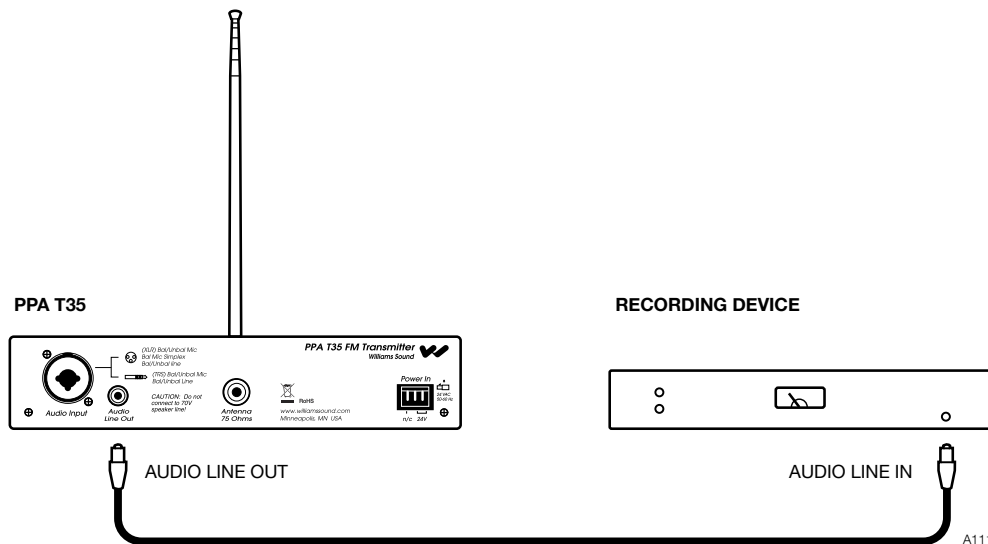 PPA T35
RECORDING DEVICE
PPA T35 FM Transmitter
Williams Sound
(XLR) Bal/Unbal Mic
Bal Mic Simplex
Bal/Unbal line
(TRS) Bal/Unbal Mic
Bal/Unbal Line
CAUTION: Do not
connect to 70V
speaker line!
Audio Input
Audio
Line Out
Antenna
75 Ohms
RoHS
www.williamsound.com
Minneapolis, MN USA
Power In
24 VAC
50-60 Hz
n/c 24V
AUDIO LINE OUT
AUDIO LINE IN